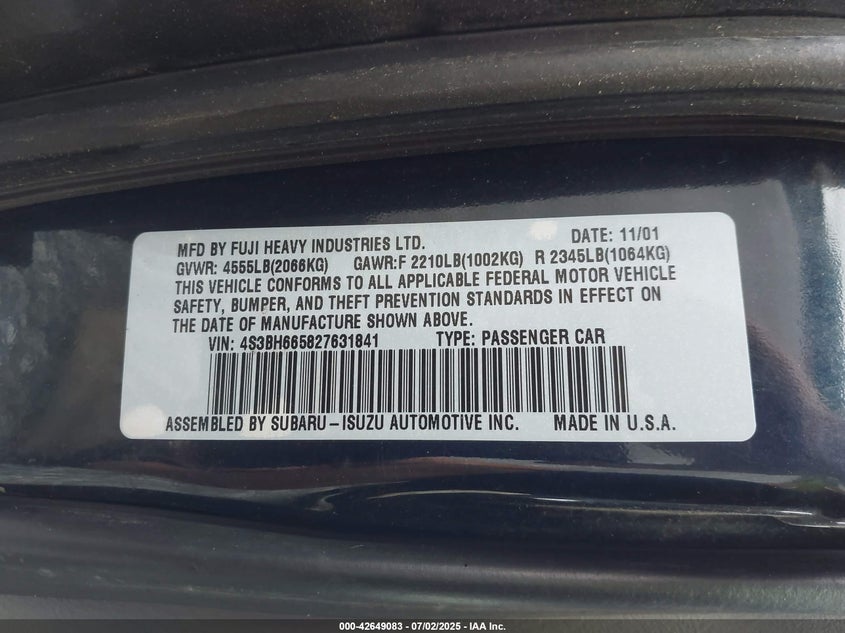 MFD BY FUJI HEAVY INDUSTRIES LTD. DATE: 11/01
GVWR: 4555LB(2066KG) GAWR:F 2210LB(1002KG) R 2345LB(1064KG)
THIS VEHICLE CONFORMS TO ALL APPLICABLE FEDERAL MOTOR VEHICLE
SAFETY, BUMPER, AND THEFT PREVENTION STANDARDS IN EFFECT ON
THE DATE OF MANUFACTURE SHOWN ABOVE.
VIN: 4S3BH665827631841 TYPE: PASSENGER CAR
ASSEMBLED BY SUBARU-ISUZU AUTOMOTIVE INC. MADE IN U.S.A.
000-42649083 - 07/02/2025 - IAA Inc.